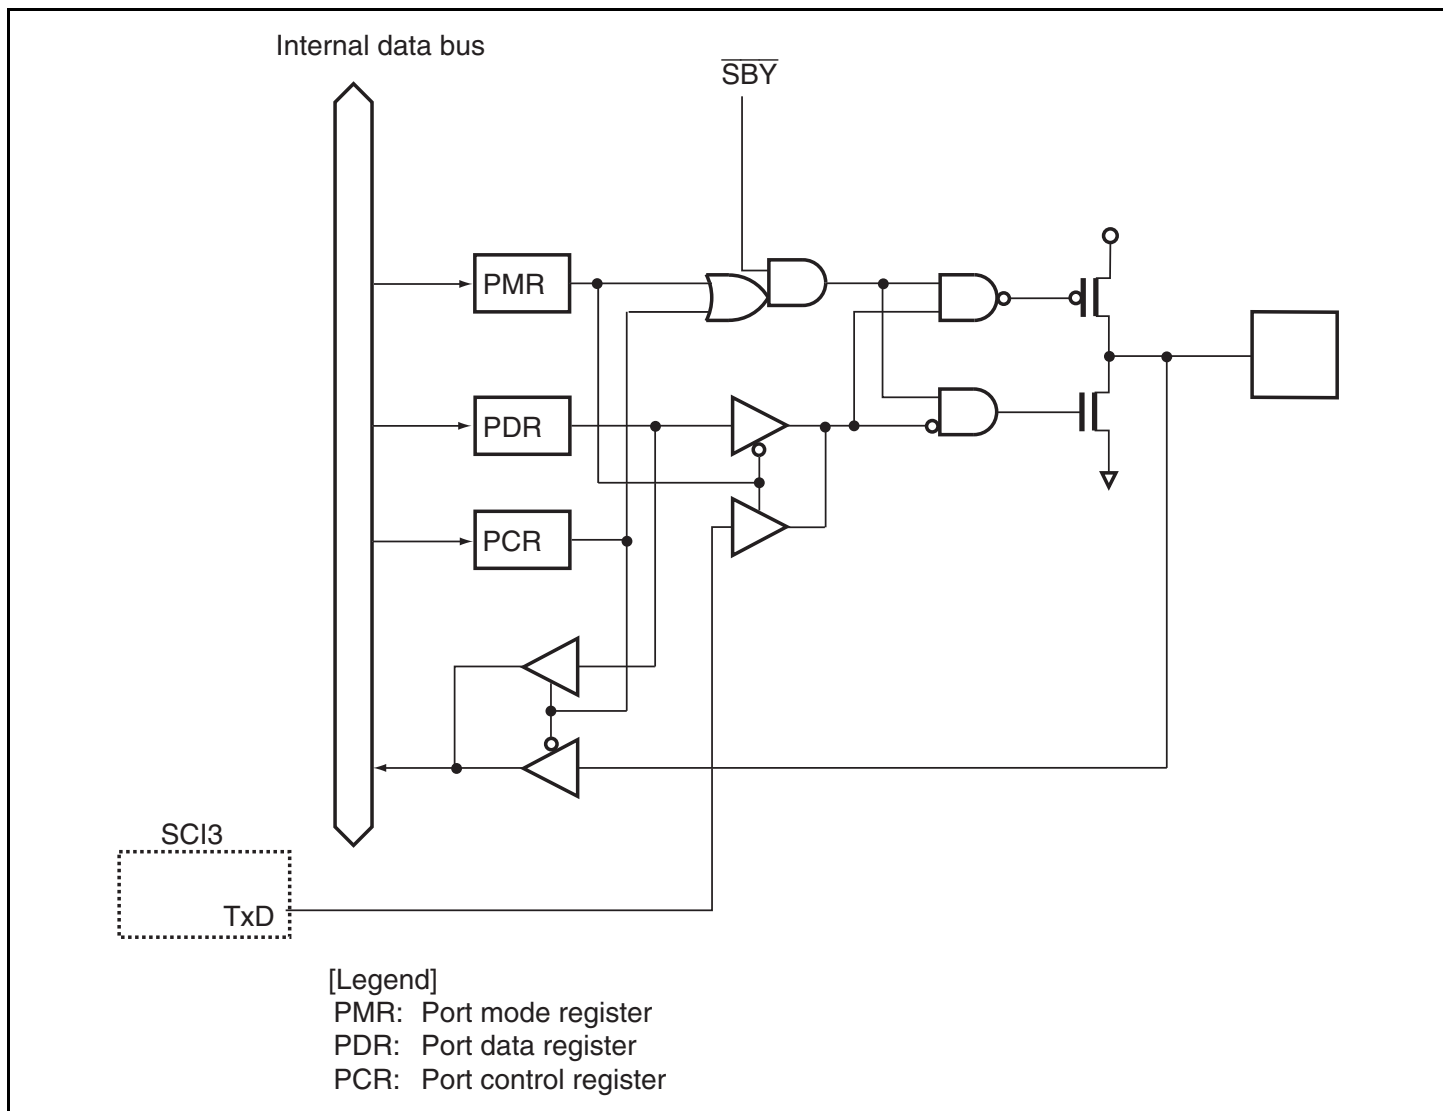 Internal data bus
SBY
PMR
PDR
PCR
SCI3
TxD
[Legend]
PMR: Port mode register
PDR: Port data register
PCR: Port control register